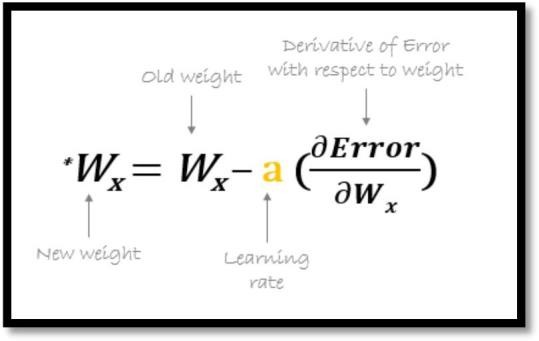 Derivative of Error
with respect to weight
Old weight
*Wₓ = Wₓ − a (∂Error/∂Wₓ)
New weight
Learning
rate